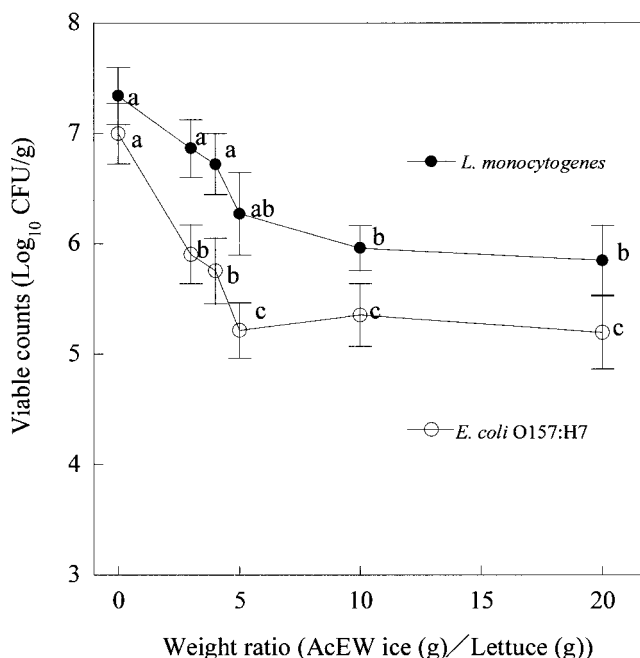 8
7
6
5
4
3
Viable counts (Log10 CFU/g)
a
a
a
ab
b
b
a
b
b
c
c
c
L. monocytogenes
E. coli O157:H7
0 5 10 15 20
Weight ratio (AcEW ice (g)/Lettuce (g))